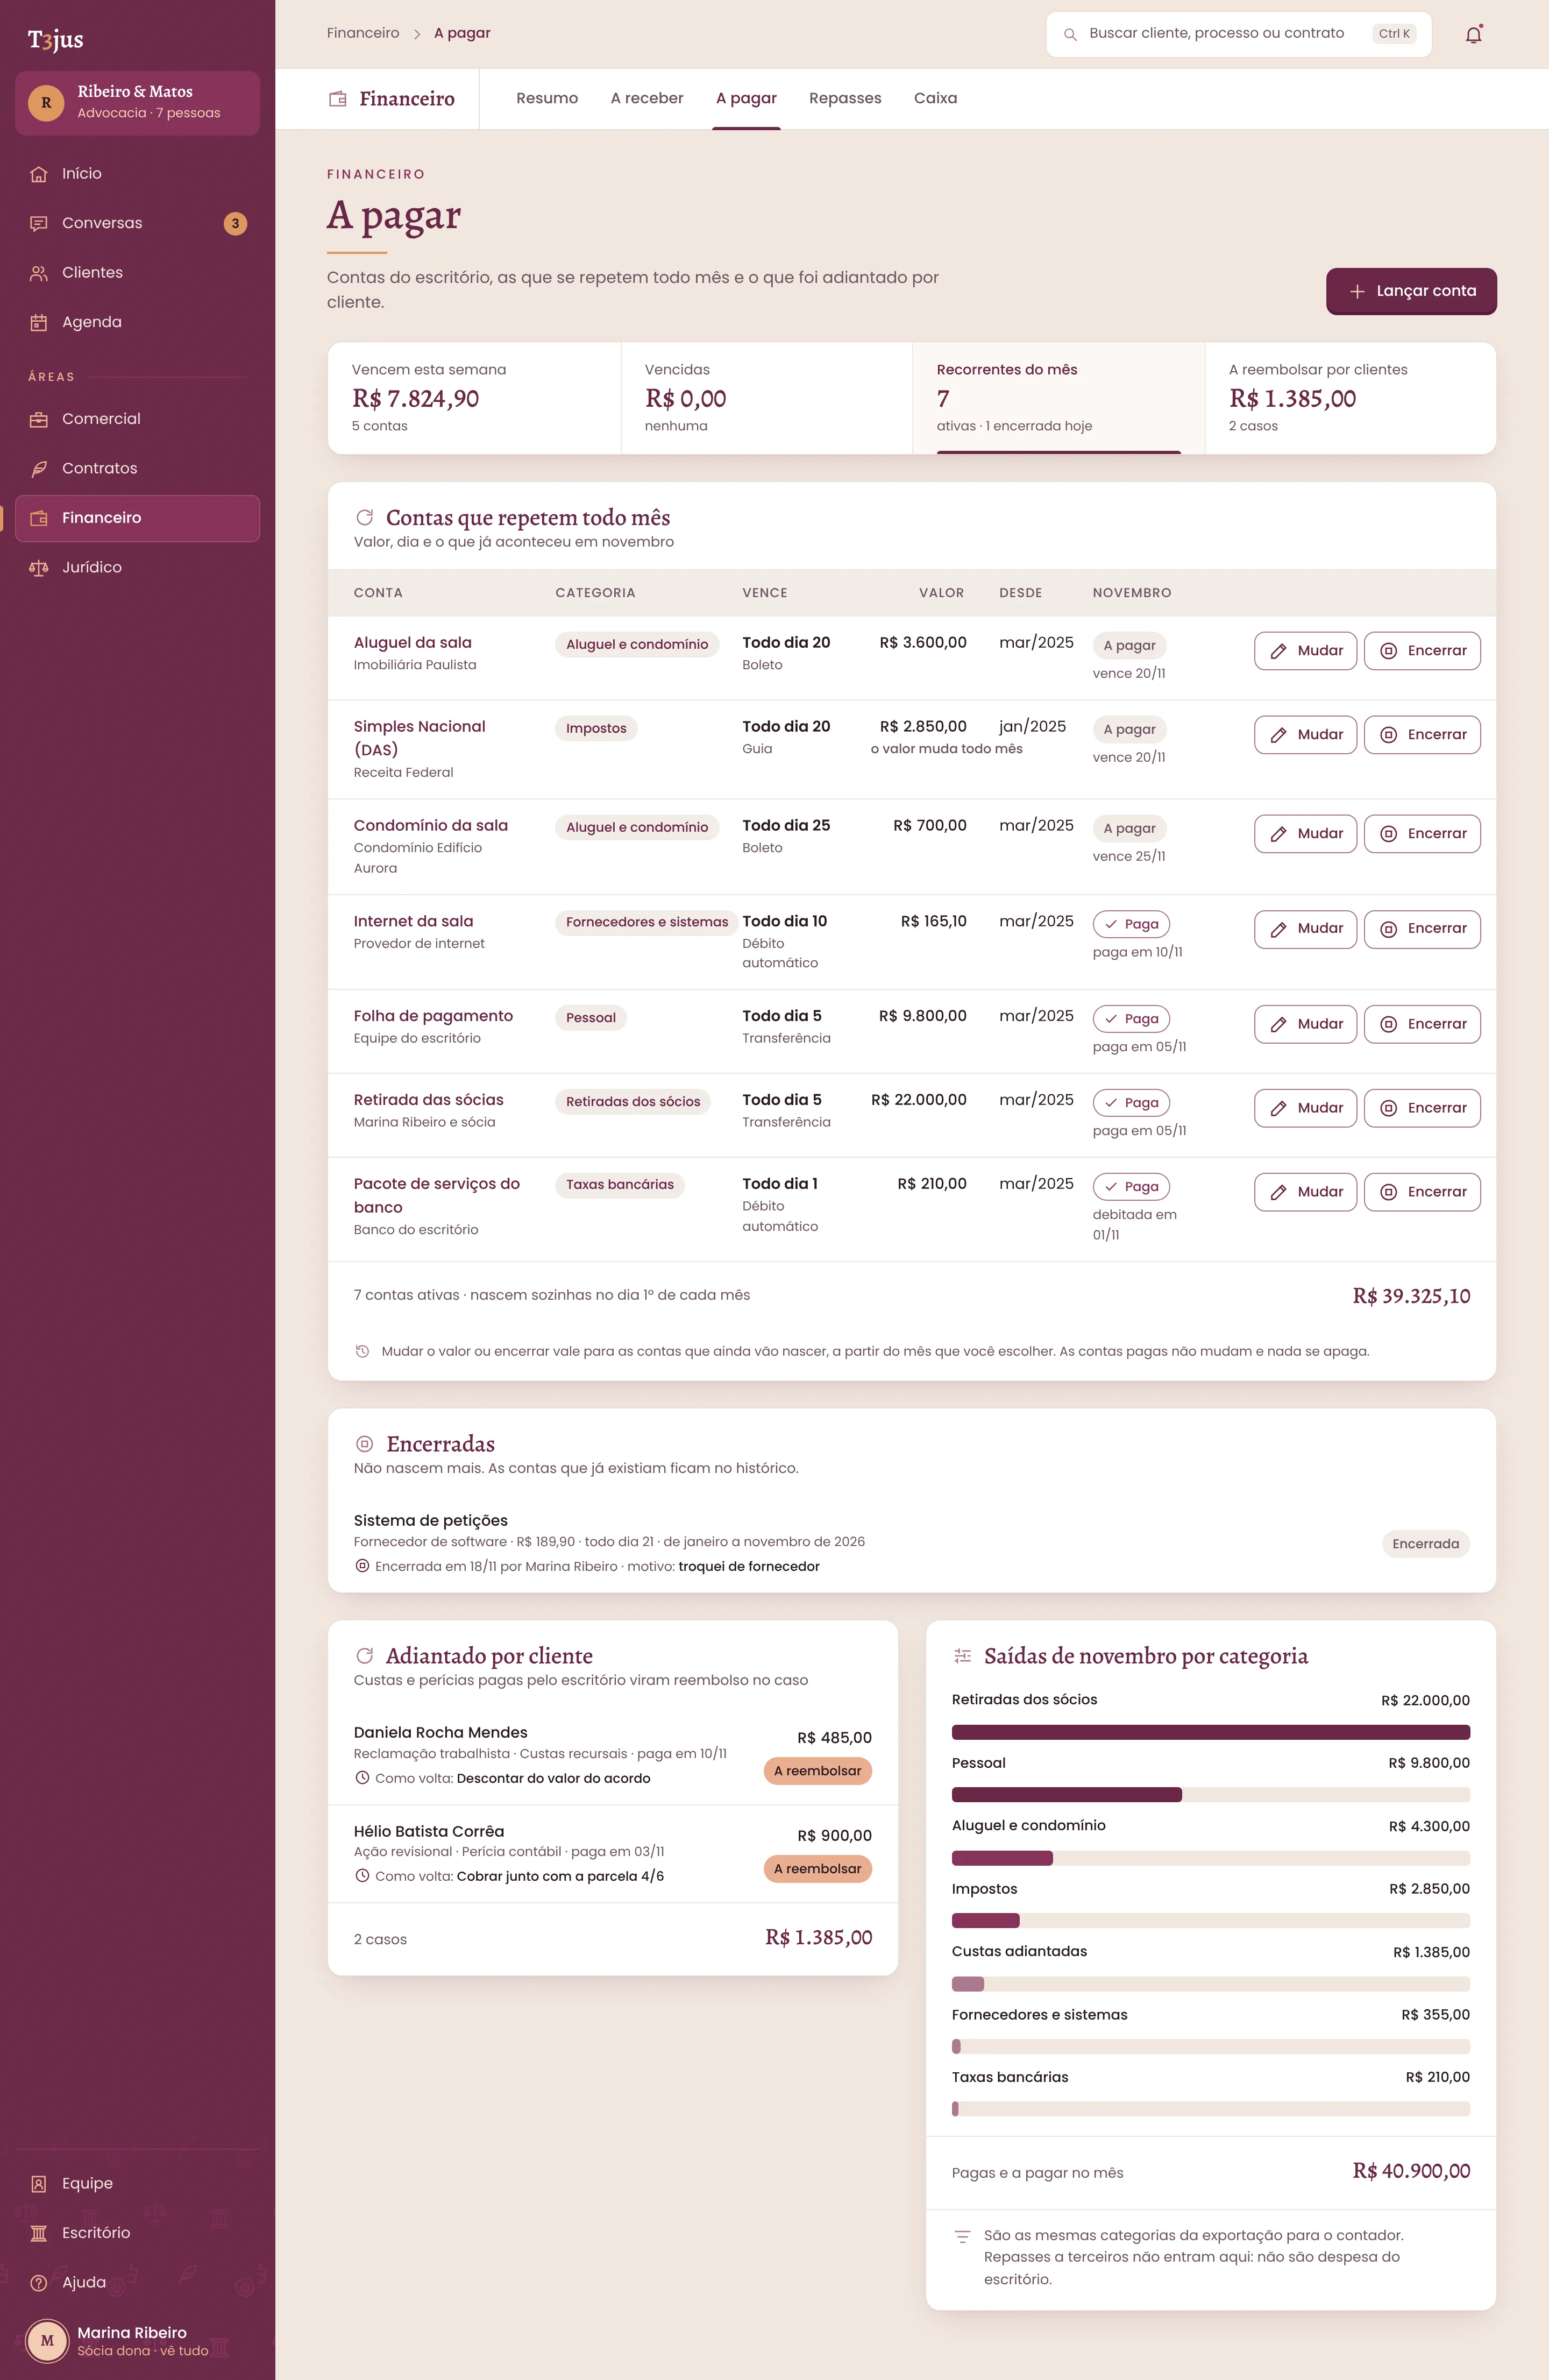 T3jus
R
Ribeiro & Matos
Advocacia · 7 pessoas
Início
Conversas
3
Clientes
Agenda
ÁREAS
Comercial
Contratos
Financeiro
Jurídico
Equipe
Escritório
Ajuda
M
Marina Ribeiro
Sócia dona · vê tudo
Financeiro
A pagar
Buscar cliente, processo ou contrato
Ctrl K
Financeiro
Resumo
A receber
A pagar
Repasses
Caixa
FINANCEIRO
A pagar
Contas do escritório, as que se repetem todo mês e o que foi adiantado por
cliente.
Lançar conta
Vencem esta semana
R$ 7.824,90
5 contas
Vencidas
R$ 0,00
nenhuma
Recorrentes do mês
7
ativas · 1 encerrada hoje
A reembolsar por clientes
R$ 1.385,00
2 casos
Contas que repetem todo mês
Valor, dia e o que já aconteceu em novembro
CONTA CATEGORIA VENCE VALOR DESDE NOVEMBRO
Aluguel da sala
Imobiliária Paulista
Aluguel e condomínio
Todo dia 20
Boleto
R$ 3.600,00
mar/2025
A pagar
vence 20/11
Mudar
Encerrar
Simples Nacional
(DAS)
Receita Federal
Impostos
Todo dia 20
Guia
R$ 2.850,00
o valor muda todo mês
jan/2025
A pagar
vence 20/11
Mudar
Encerrar
Condomínio da sala
Condomínio Edifício
Aurora
Aluguel e condomínio
Todo dia 25
Boleto
R$ 700,00
mar/2025
A pagar
vence 25/11
Mudar
Encerrar
Internet da sala
Provedor de internet
Fornecedores e sistemas
Todo dia 10
Débito
automático
R$ 165,10
mar/2025
Paga
paga em 10/11
Mudar
Encerrar
Folha de pagamento
Equipe do escritório
Pessoal
Todo dia 5
Transferência
R$ 9.800,00
mar/2025
Paga
paga em 05/11
Mudar
Encerrar
Retirada das sócias
Marina Ribeiro e sócia
Retiradas dos sócios
Todo dia 5
Transferência
R$ 22.000,00
mar/2025
Paga
paga em 05/11
Mudar
Encerrar
Pacote de serviços do
banco
Banco do escritório
Taxas bancárias
Todo dia 1
Débito
automático
R$ 210,00
mar/2025
Paga
debitada em
01/11
Mudar
Encerrar
7 contas ativas · nascem sozinhas no dia 1º de cada mês
R$ 39.325,10
Mudar o valor ou encerrar vale para as contas que ainda vão nascer, a partir do mês que você escolher. As contas pagas não mudam e nada se apaga.
Encerradas
Não nascem mais. As contas que já existiam ficam no histórico.
Sistema de petições
Fornecedor de software · R$ 189,90 · todo dia 21 · de janeiro a novembro de 2026
Encerrada em 18/11 por Marina Ribeiro · motivo: troquei de fornecedor
Encerrada
Adiantado por cliente
Custas e perícias pagas pelo escritório viram reembolso no caso
Daniela Rocha Mendes
Reclamação trabalhista · Custas recursais · paga em 10/11
Como volta: Descontar do valor do acordo
R$ 485,00
A reembolsar
Hélio Batista Corrêa
Ação revisional · Perícia contábil · paga em 03/11
Como volta: Cobrar junto com a parcela 4/6
R$ 900,00
A reembolsar
2 casos
R$ 1.385,00
Saídas de novembro por categoria
Retiradas dos sócios
R$ 22.000,00
Pessoal
R$ 9.800,00
Aluguel e condomínio
R$ 4.300,00
Impostos
R$ 2.850,00
Custas adiantadas
R$ 1.385,00
Fornecedores e sistemas
R$ 355,00
Taxas bancárias
R$ 210,00
Pagas e a pagar no mês
R$ 40.900,00
São as mesmas categorias da exportação para o contador.
Repasses a terceiros não entram aqui: não são despesa do
escritório.